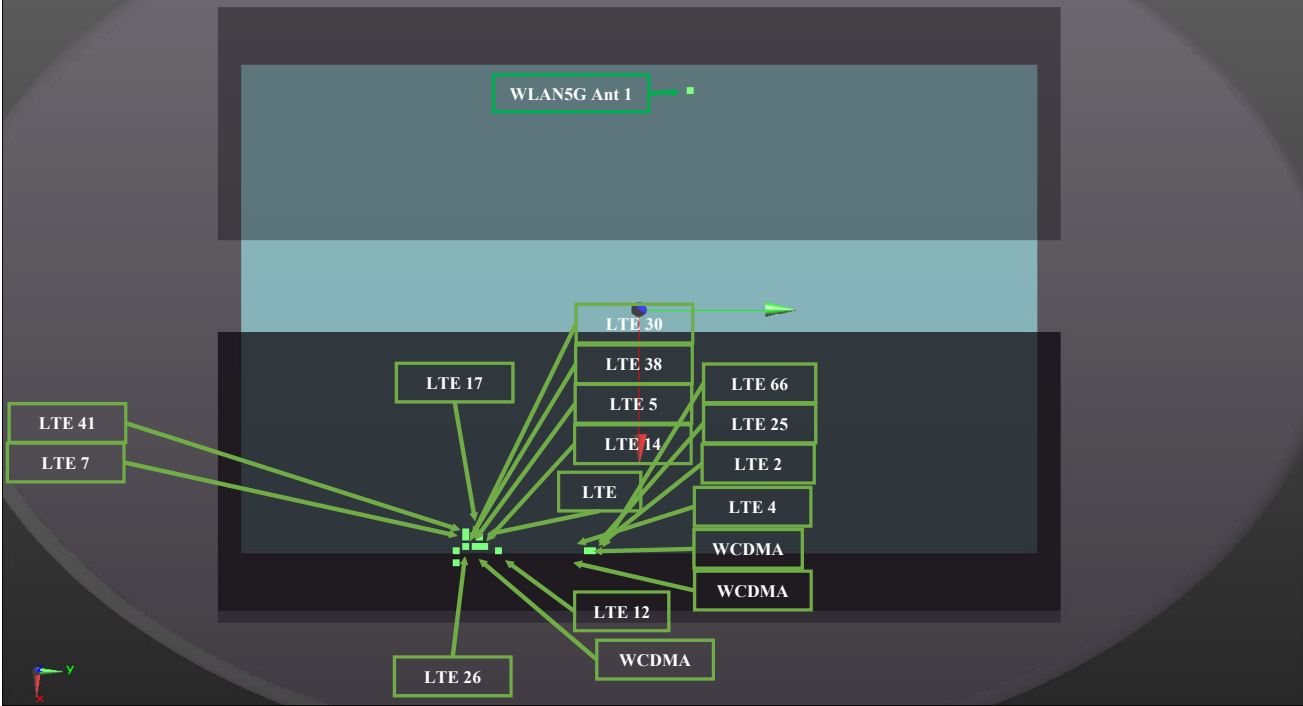 WLAN5G Ant 1
LTE 30
LTE 38
LTE 17
LTE 66
LTE 5
LTE 41
LTE 25
LTE 14
LTE 7
LTE 2
LTE
LTE 4
WCDMA
WCDMA
LTE 12
WCDMA
LTE 26
y
x